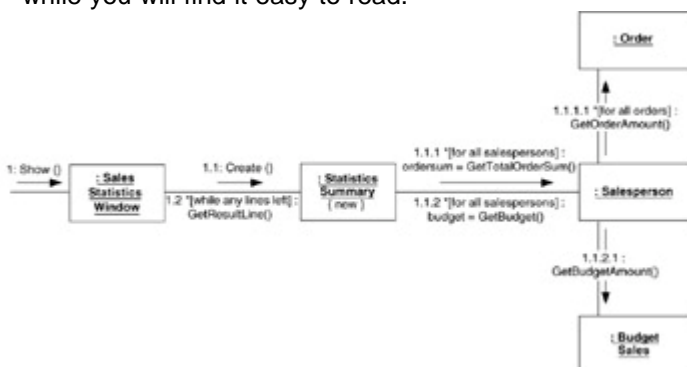 while you will find it easy to read.
: Order
1.1.1.1 *[for all orders] :
GetOrderAmount()
1: Show ()
: Sales
Statistics
Window
1.1: Create ()
1.2 *[while any lines left] :
GetResultLine()
: Statistics
Summary
{ new }
1.1.1 *[for all salespersons] :
ordersum = GetTotalOrderSum()
1.1.2 *[for all salespersons] :
budget = GetBudget()
: Salesperson
1.1.2.1 :
GetBudgetAmount()
: Budget
Sales